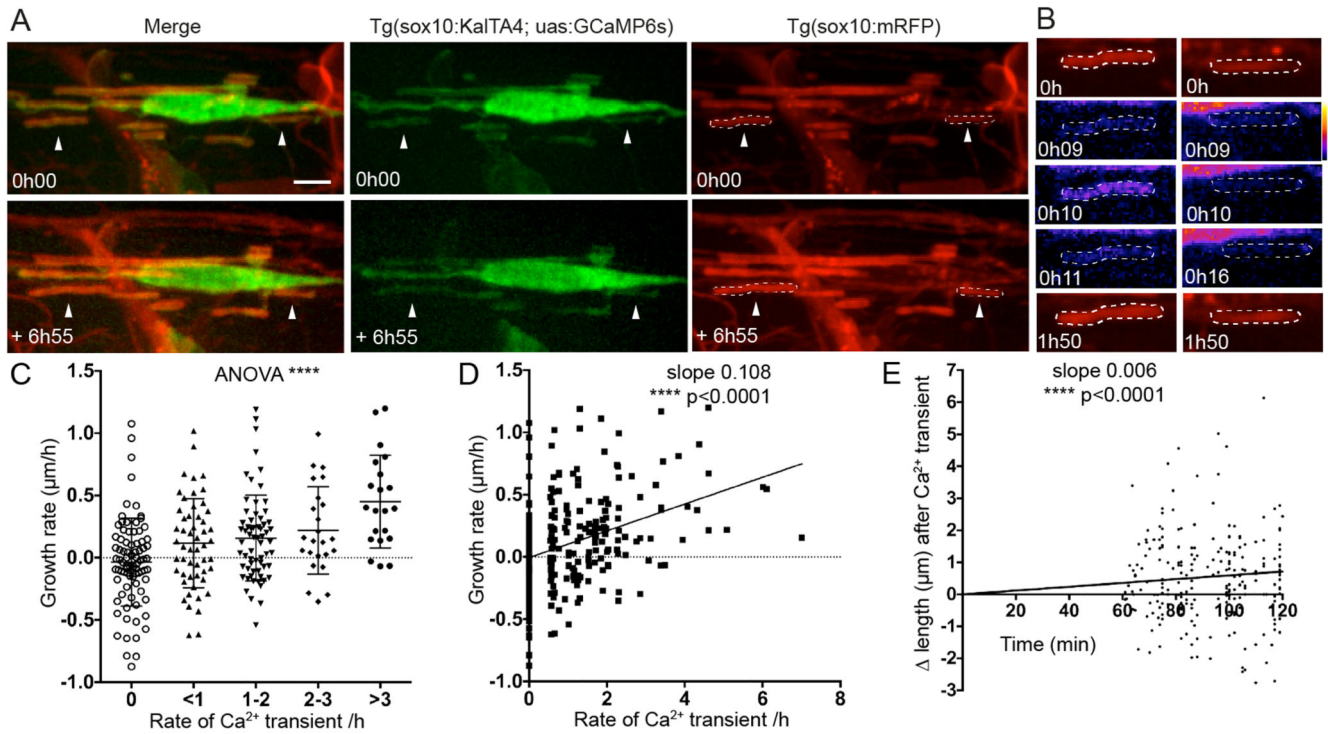 A
Merge
Tg(sox10:KalTA4; uas:GCaMP6s)
Tg(sox10:mRFP)
0h00
0h00
0h00
+ 6h55
+ 6h55
+ 6h55
B
0h
0h
0h09
0h09
0h10
0h10
0h11
0h16
1h50
1h50
C
ANOVA ****
Growth rate (μm/h)
1.5
1.0
0.5
0.0
0.5
-1.0
0
<1
1-2
2-3
>3
Rate of Ca²⁺ transient /h
D
slope 0.108
**** p<0.0001
Growth rate (μm/h)
1.5
1.0
0.5
0.0
0.5
-1.0
0
2
4
6
8
Rate of Ca²⁺ transient /h
E
slope 0.006
**** p<0.0001
Δ length (μm) after Ca²⁺ transient
7
6
5
4
3
2
1
0
-1
-2
-3
20
40
60
80
100
120
Time (min)